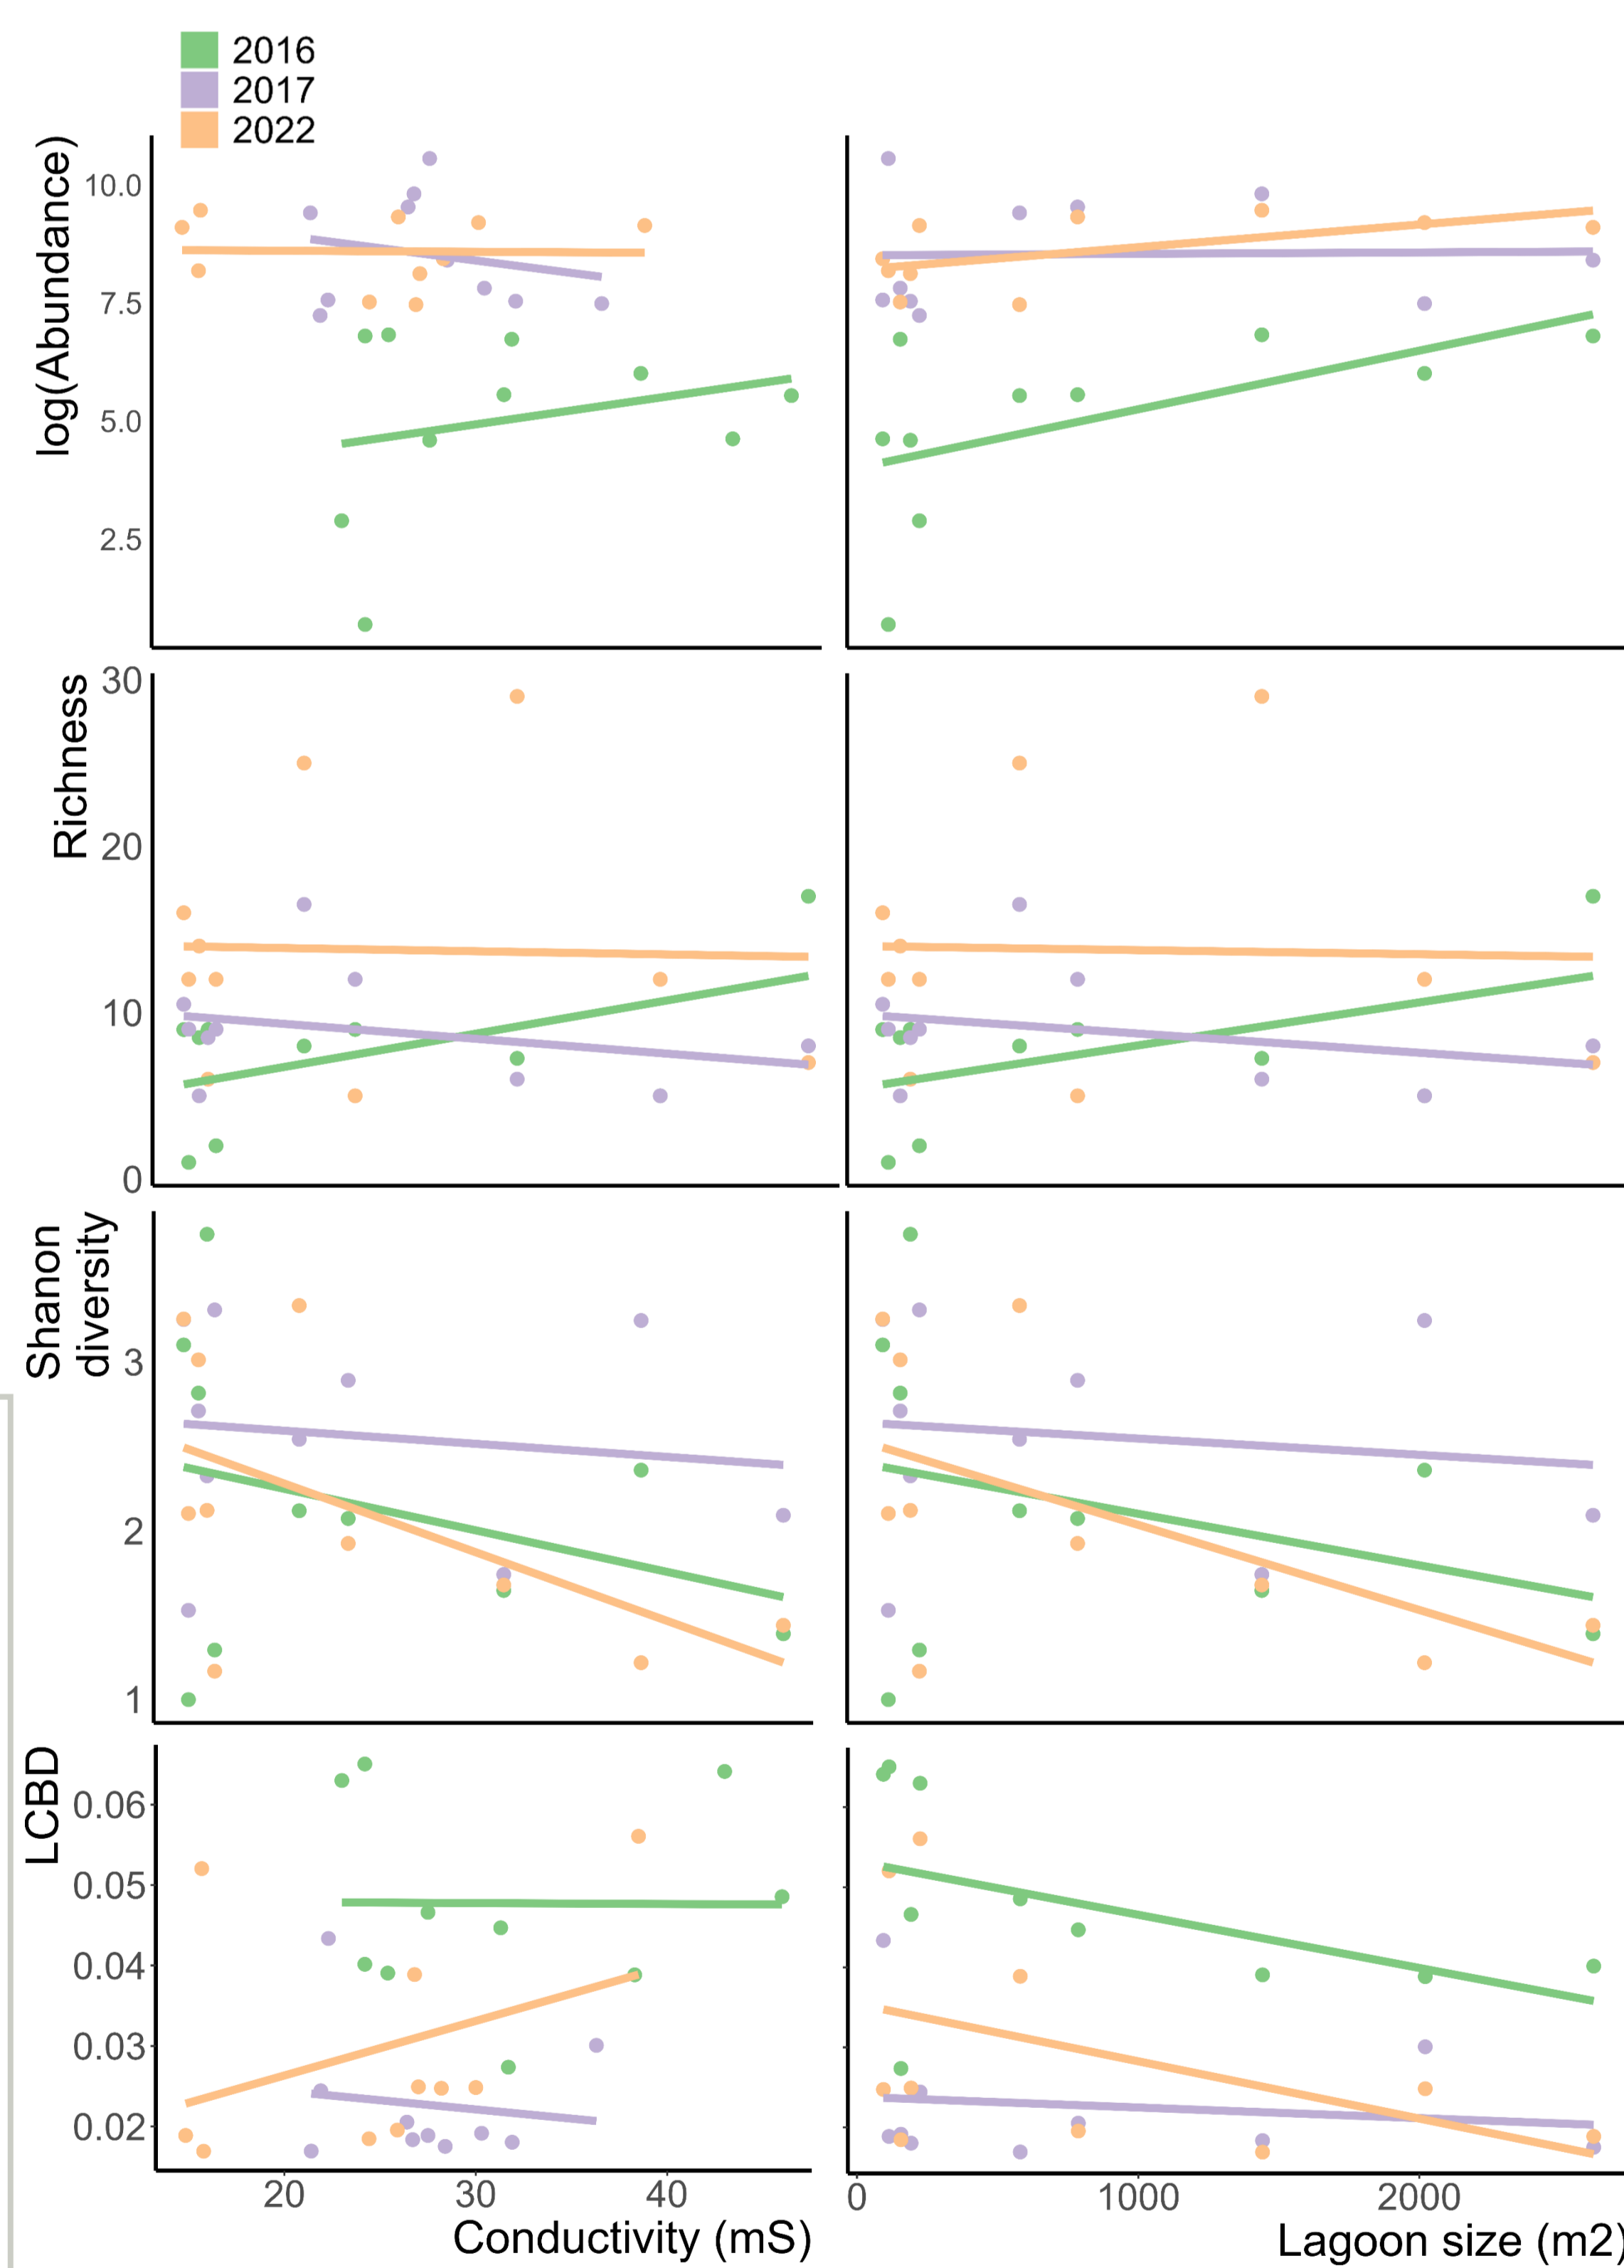 2016
2017
2022
log(Abundance)
10.0
7.5
5.0
2.5
Richness
30
20
10
0
Shanon
diversity
3
2
1
LCBD
0.06
0.05
0.04
0.03
0.02
20 30 40
0 1000 2000
Conductivity (mS)
Lagoon size (m2)